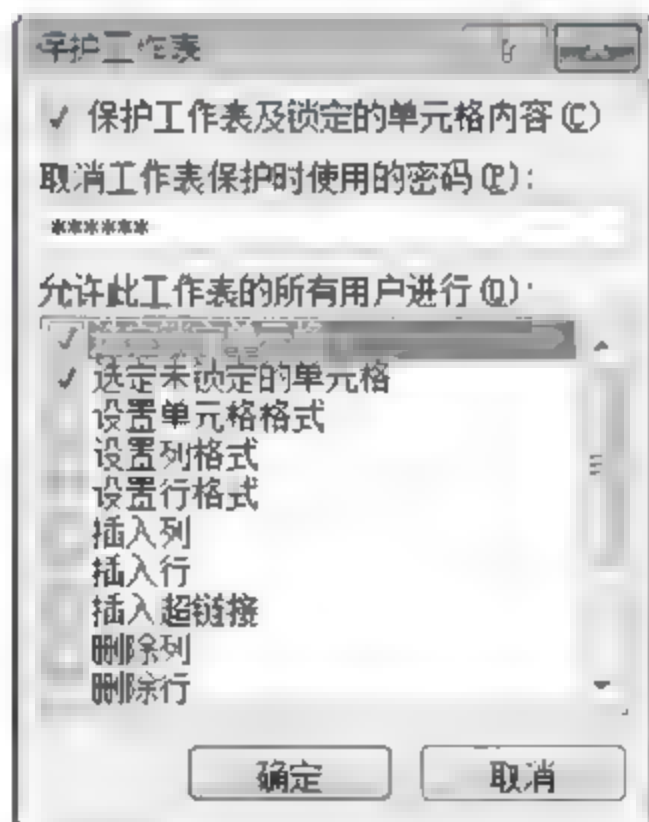 保护工作表
保护工作表及锁定的单元格内容(C)
取消工作表保护时使用的密码(P):
******
允许此工作表的所有用户进行(O):
选定未锁定的单元格
设置单元格格式
设置列格式
设置行格式
插入列
插入行
插入超链接
删除列
删除行
确定
取消